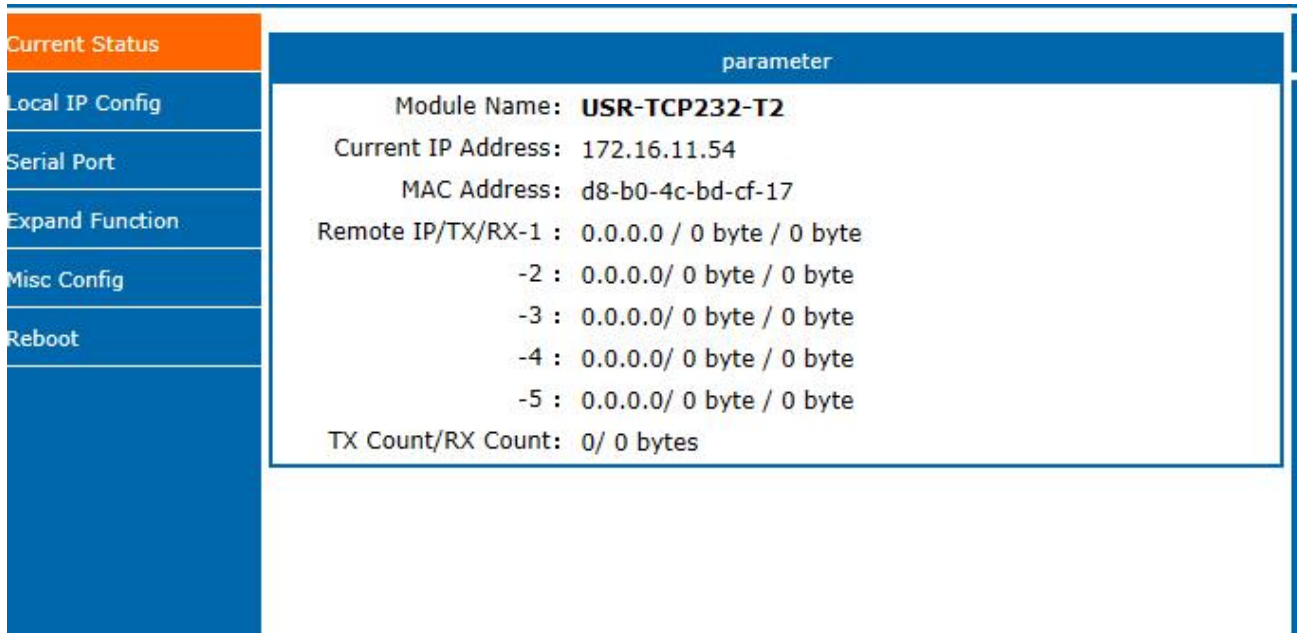 Current Status
Local IP Config
Serial Port
Expand Function
Misc Config
Reboot
parameter
Module Name: USR-TCP232-T2
Current IP Address: 172.16.11.54
MAC Address: d8-b0-4c-bd-cf-17
Remote IP/TX/RX-1 : 0.0.0.0 / 0 byte / 0 byte
-2 : 0.0.0.0/ 0 byte / 0 byte
-3 : 0.0.0.0/ 0 byte / 0 byte
-4 : 0.0.0.0/ 0 byte / 0 byte
-5 : 0.0.0.0/ 0 byte / 0 byte
TX Count/RX Count: 0/ 0 bytes